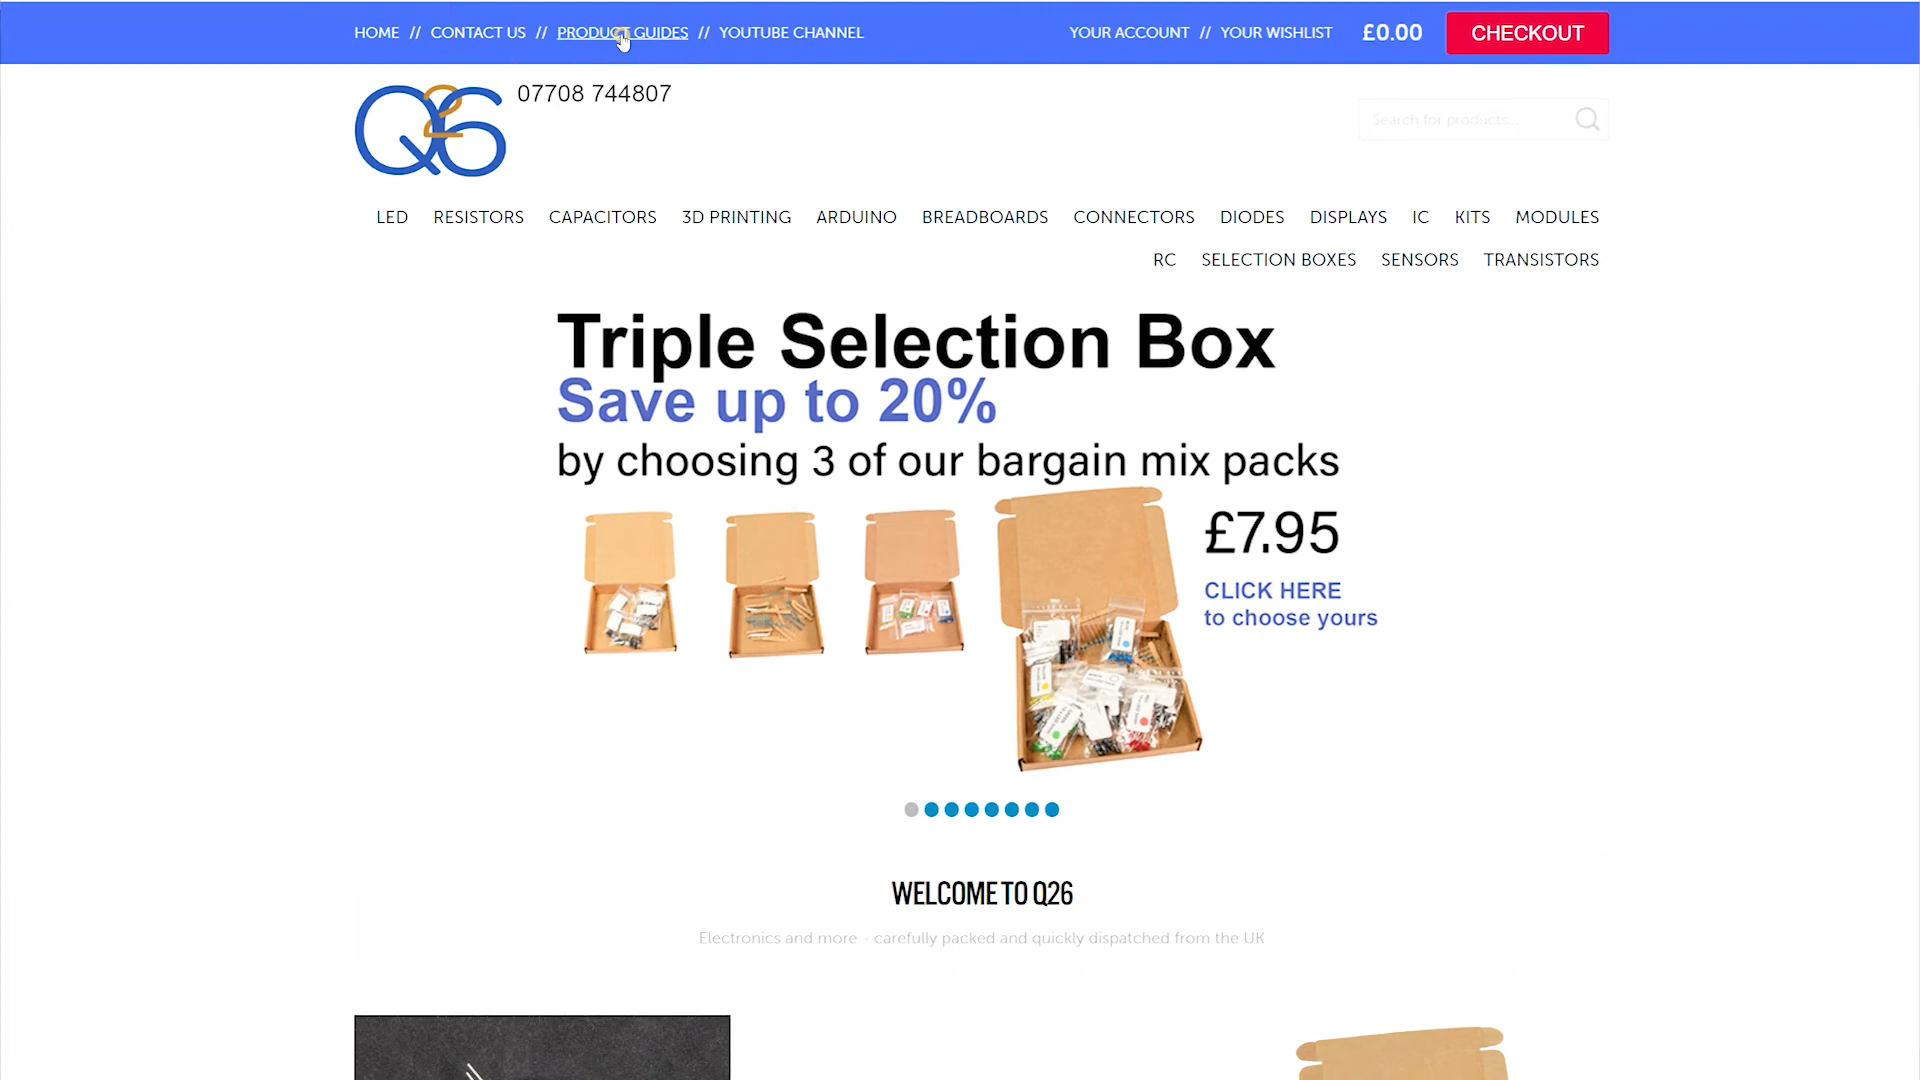 HOME // CONTACT US // PRODUCT GUIDES // YOUTUBE CHANNEL
YOUR ACCOUNT // YOUR WISHLIST £0.00 CHECKOUT
Q26
07708 744807
Search for products...
LED RESISTORS CAPACITORS 3D PRINTING ARDUINO BREADBOARDS CONNECTORS DIODES DISPLAYS IC KITS MODULES
RC SELECTION BOXES SENSORS TRANSISTORS
Triple Selection Box
Save up to 20%
by choosing 3 of our bargain mix packs
£7.95
CLICK HERE
to choose yours
WELCOME TO Q26
Electronics and more - carefully packed and quickly dispatched from the UK